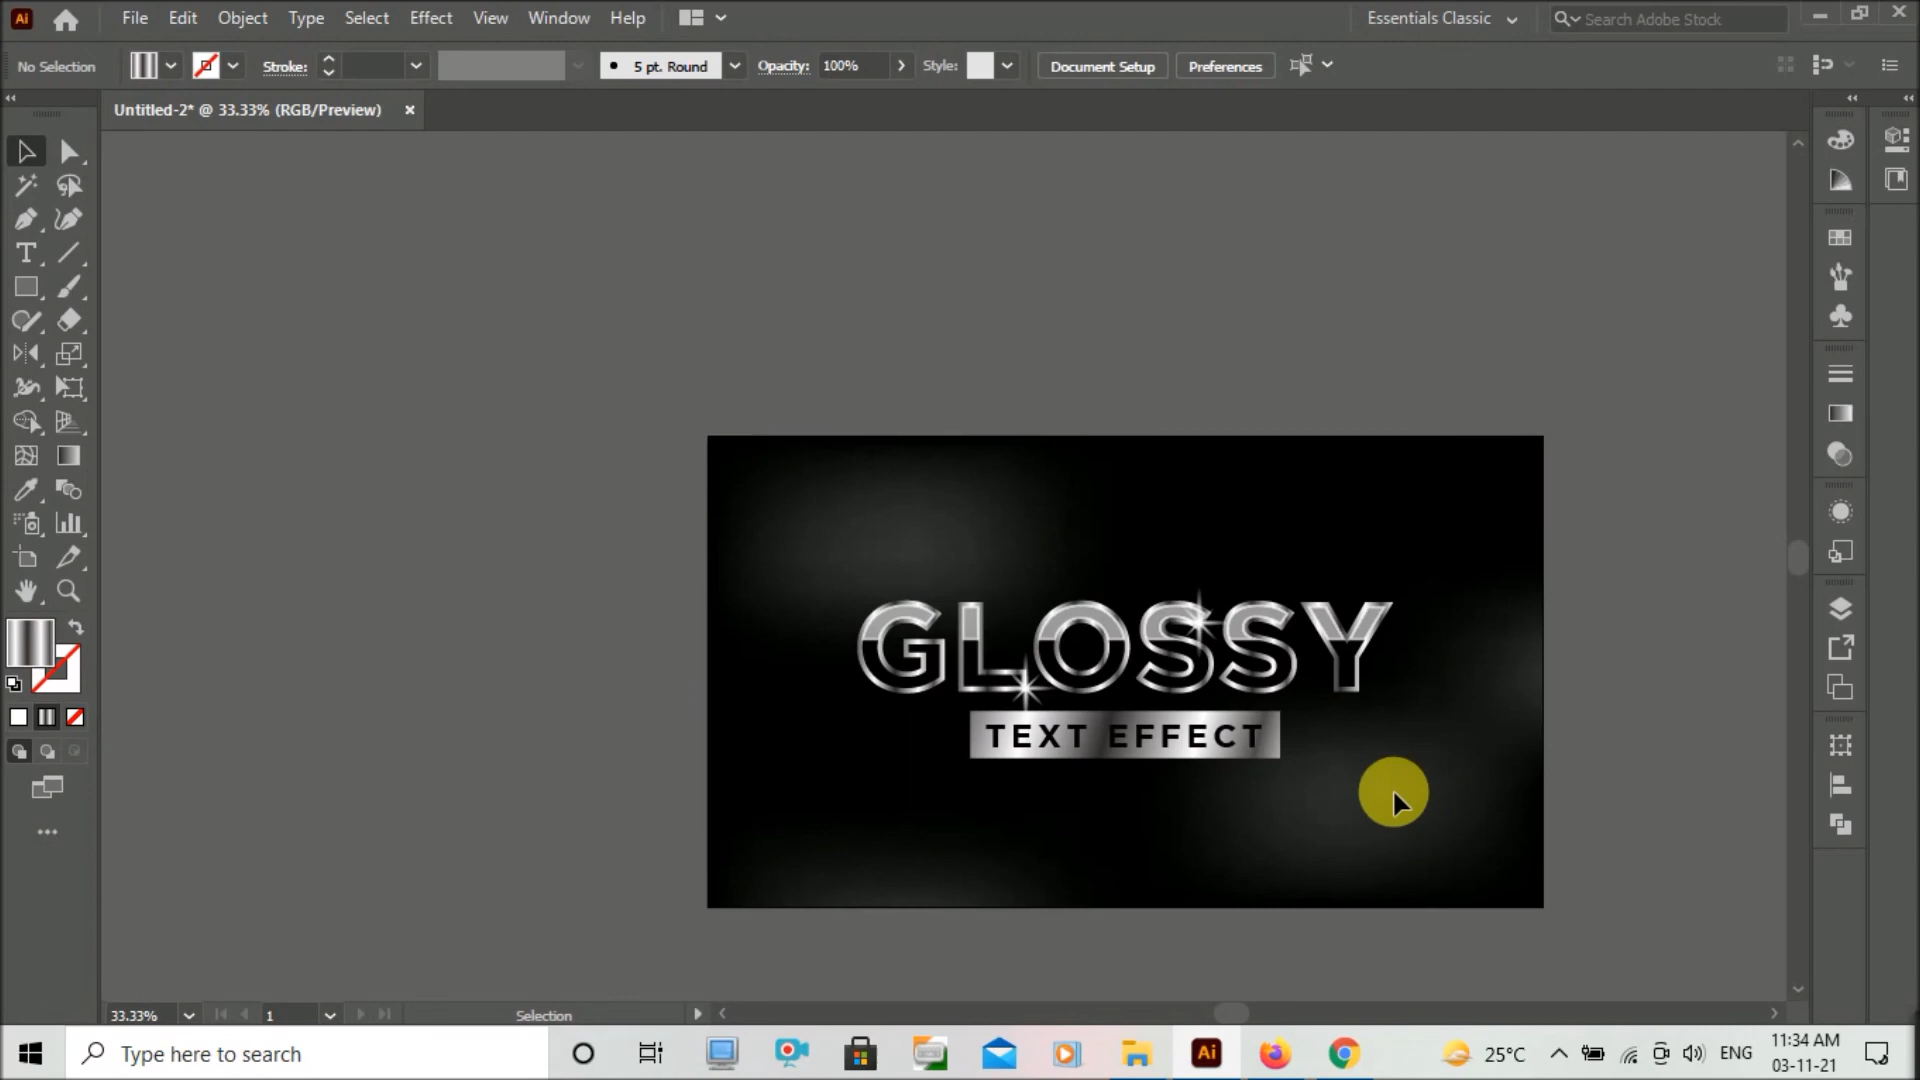 Ai File Edit Object Type Select Effect View Window Help Essentials Classic Search Adobe Stock
No Selection Stroke: 5 pt. Round Opacity: 100% Style: Document Setup Preferences
Untitled-2* @ 33.33% (RGB/Preview) ×
GLOSSY
TEXT EFFECT
33.33% 1 Selection
Type here to search Ai 25°C ENG 11:34 AM
03-11-21